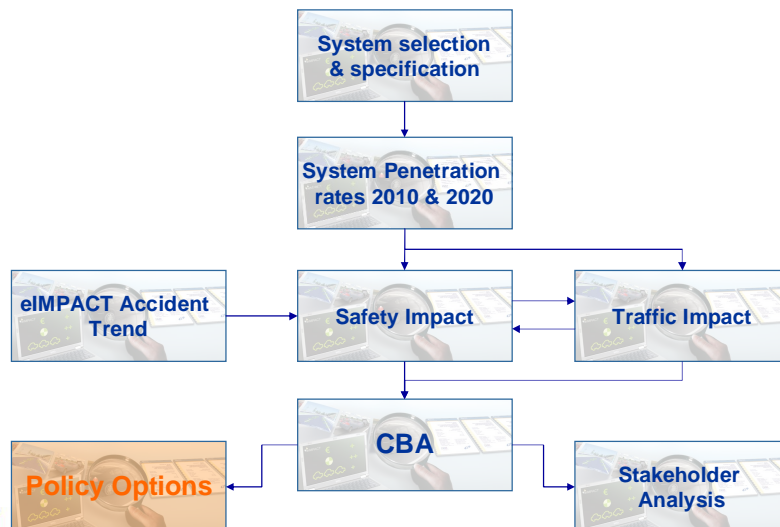 System selection
& specification
System Penetration
rates 2010 & 2020
eIMPACT Accident
Trend
Safety Impact
Traffic Impact
CBA
Policy Options
Stakeholder
Analysis